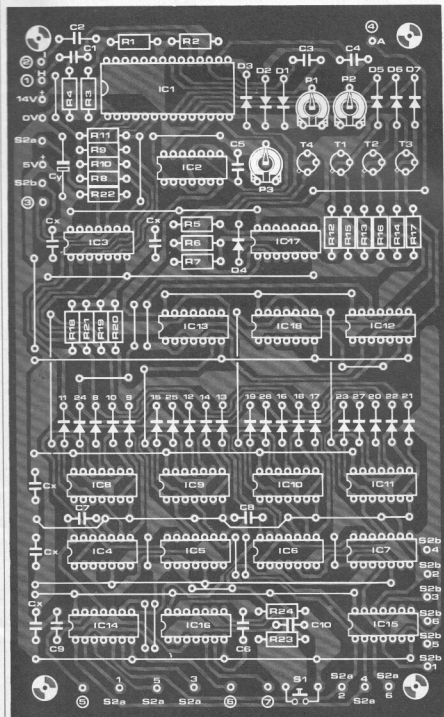 C2 R1 R2 4 A
C1 C3 C4
2 D3 D2 D1 P1 P2 D5 D6 D7
1
14V R4 R3 IC1
0V
S2a R11
R9 T4 T1 T2 T3
5V R10 IC2 C5
Cy R8
S2b R22 P3
3
Cx Cx R5
IC3 R6 IC17 R12 R15 R13 R16 R14 R17
R7 D4
R18 R21 R19 R20 IC13 IC18 IC12
11 24 8 10 9 15 25 12 14 13 19 26 16 18 17 23 27 20 22 21
Cx IC8 IC9 IC10 IC11
C7 C8
Cx IC4 IC5 IC6 IC7 S2b 4
S2b 2
S2b 3
Cx R24 S2b 6
IC14 IC16 C10 IC15 S2b 5
C9 C6 R23 S2b 1
5 1 S2a 5 S2a 3 S2a 6 7 S1 S2a 2 4 S2a S2a 6